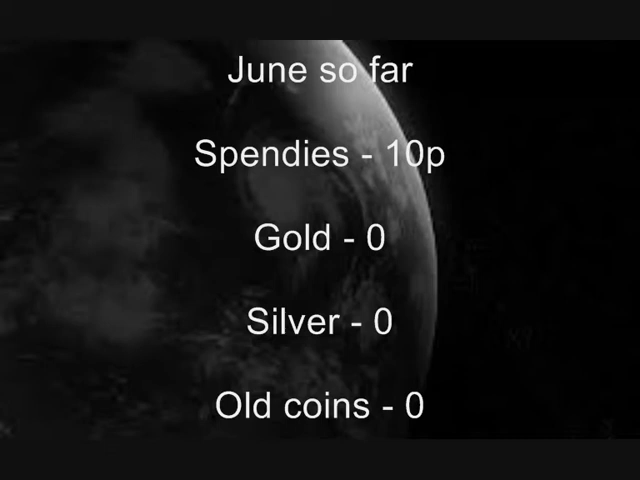 June so far
Spendies - 10p
Gold - 0
Silver - 0
Old coins - 0